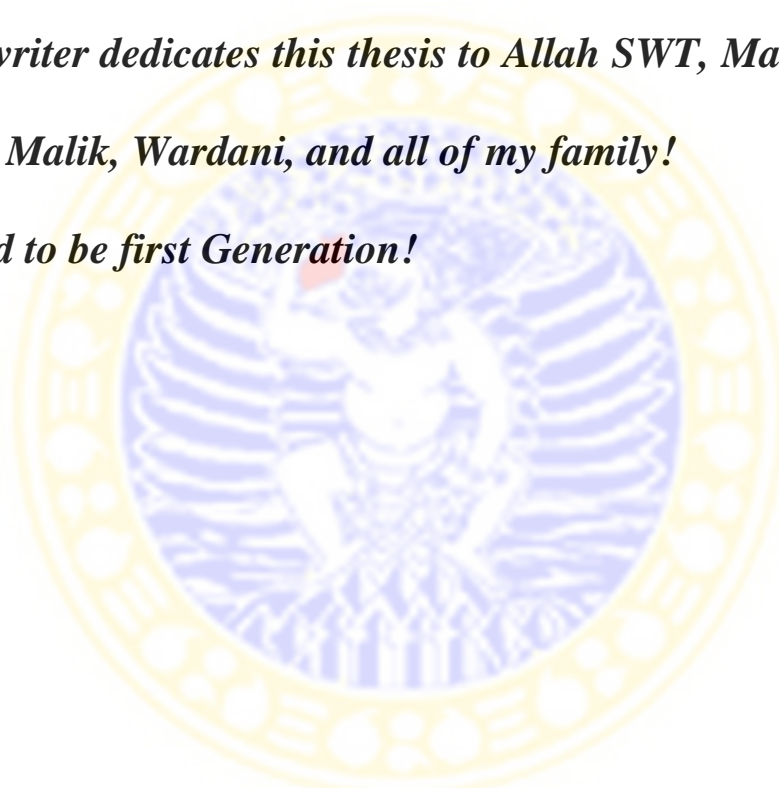 writer dedicates this thesis to Allah SWT, Ma
Malik, Wardani, and all of my family!
d to be first Generation!